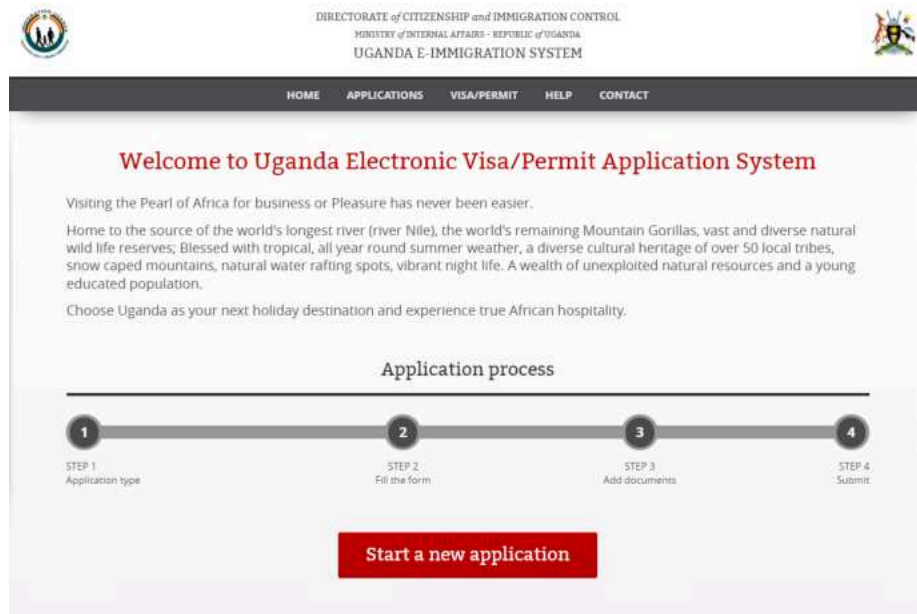 DIRECTORATE of CITIZENSHIP and IMMIGRATION CONTROL
MINISTRY of INTERNAL AFFAIRS - REPUBLIC of UGANDA
UGANDA E-IMMIGRATION SYSTEM
HOME APPLICATIONS VISA/PERMIT HELP CONTACT
Welcome to Uganda Electronic Visa/Permit Application System
Visiting the Pearl of Africa for business or Pleasure has never been easier.
Home to the source of the world's longest river (river Nile), the world's remaining Mountain Gorillas, vast and diverse natural
wild life reserves; Blessed with tropical, all year round summer weather, a diverse cultural heritage of over 50 local tribes,
snow caped mountains, natural water rafting spots, vibrant night life. A wealth of unexploited natural resources and a young
educated population.
Choose Uganda as your next holiday destination and experience true African hospitality.
Application process
1 2 3 4
STEP 1 STEP 2 STEP 3 STEP 4
Application type Fill the form Add documents Submit
Start a new application